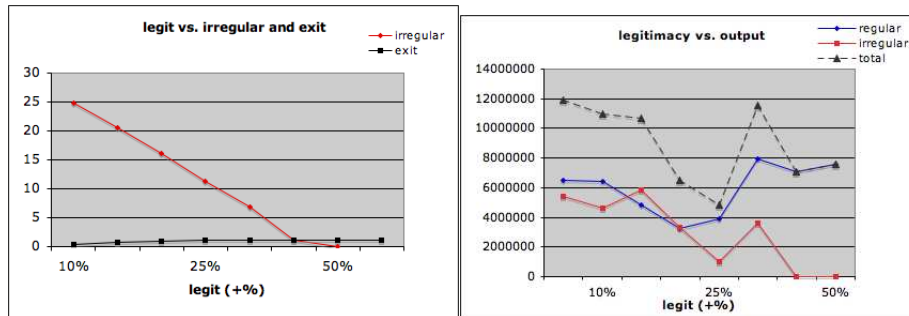 legit vs. irregular and exit
irregular
exit
30
25
20
15
10
5
0
10% 25% 50%
legit (+%)
legitimacy vs. output
regular
irregular
total
14000000
12000000
10000000
8000000
6000000
4000000
2000000
0
10% 25% 50%
legit (+%)